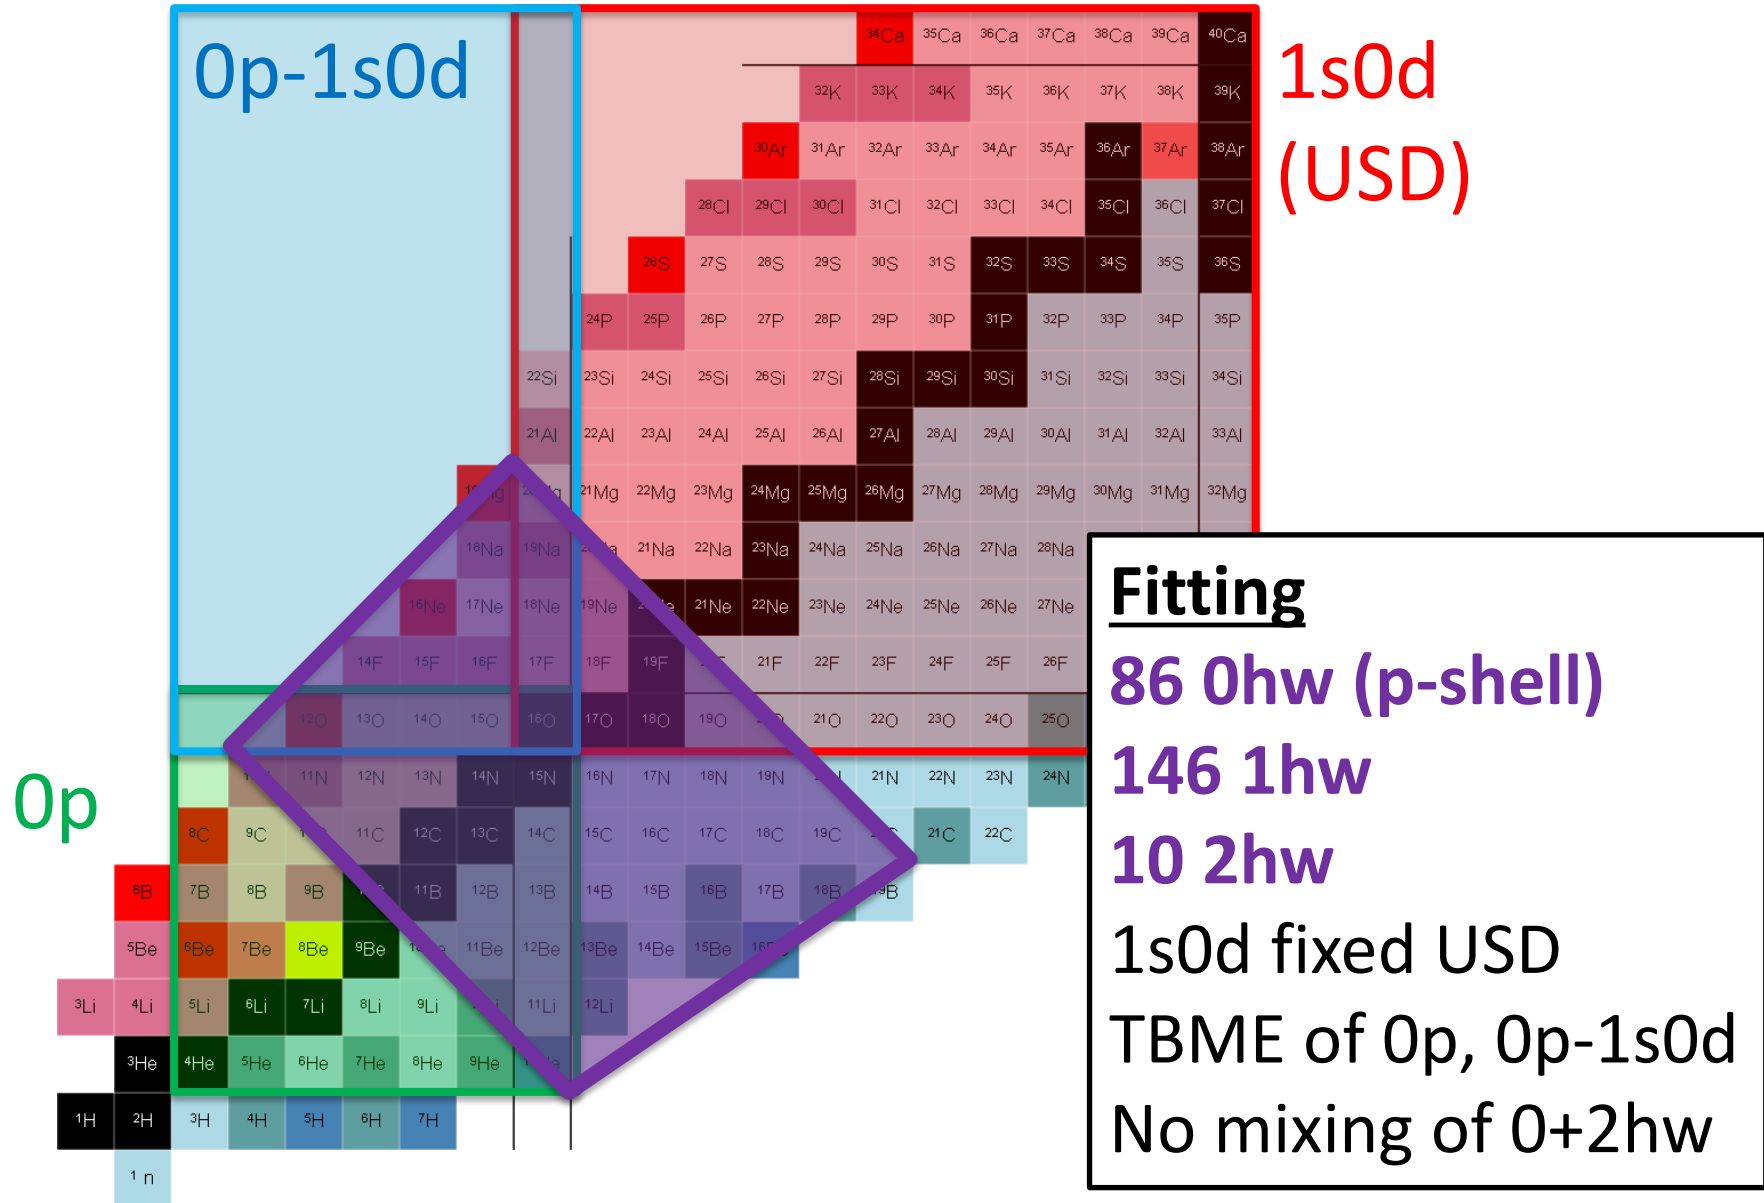 0p-1s0d
1s0d
(USD)
0p
³⁴Ca ³⁵Ca ³⁶Ca ³⁷Ca ³⁸Ca ³⁹Ca ⁴⁰Ca
³²K ³³K ³⁴K ³⁵K ³⁶K ³⁷K ³⁸K ³⁹K
³⁰Ar ³¹Ar ³²Ar ³³Ar ³⁴Ar ³⁵Ar ³⁶Ar ³⁷Ar ³⁸Ar
²⁸Cl ²⁹Cl ³⁰Cl ³¹Cl ³²Cl ³³Cl ³⁴Cl ³⁵Cl ³⁶Cl ³⁷Cl
²⁶S ²⁷S ²⁸S ²⁹S ³⁰S ³¹S ³²S ³³S ³⁴S ³⁵S ³⁶S
²⁴P ²⁵P ²⁶P ²⁷P ²⁸P ²⁹P ³⁰P ³¹P ³²P ³³P ³⁴P ³⁵P
²²Si ²³Si ²⁴Si ²⁵Si ²⁶Si ²⁷Si ²⁸Si ²⁹Si ³⁰Si ³¹Si ³²Si ³³Si ³⁴Si
²¹Al ²²Al ²³Al ²⁴Al ²⁵Al ²⁶Al ²⁷Al ²⁸Al ²⁹Al ³⁰Al ³¹Al ³²Al ³³Al
²¹Mg ²²Mg ²³Mg ²⁴Mg ²⁵Mg ²⁶Mg ²⁷Mg ²⁸Mg ²⁹Mg ³⁰Mg ³¹Mg ³²Mg
¹⁸Na ¹⁹Na ²¹Na ²²Na ²³Na ²⁴Na ²⁵Na ²⁶Na ²⁷Na ²⁸Na
¹⁶Ne ¹⁷Ne ¹⁸Ne ¹⁹Ne ²¹Ne ²²Ne ²³Ne ²⁴Ne ²⁵Ne ²⁶Ne ²⁷Ne
¹⁴F ¹⁵F ¹⁶F ¹⁷F ¹⁸F ¹⁹F ²¹F ²²F ²³F ²⁴F ²⁵F ²⁶F
¹²O ¹³O ¹⁴O ¹⁵O ¹⁶O ¹⁷O ¹⁸O ¹⁹O ²¹O ²²O ²³O ²⁴O ²⁵O
¹¹N ¹²N ¹³N ¹⁴N ¹⁵N ¹⁶N ¹⁷N ¹⁸N ¹⁹N ²¹N ²²N ²³N ²⁴N
⁸C ⁹C ¹¹C ¹²C ¹³C ¹⁴C ¹⁵C ¹⁶C ¹⁷C ¹⁸C ¹⁹C ²¹C ²²C
⁶B ⁷B ⁸B ⁹B ¹¹B ¹²B ¹³B ¹⁴B ¹⁵B ¹⁶B ¹⁷B ¹⁸B ¹⁹B
⁵Be ⁶Be ⁷Be ⁸Be ⁹Be ¹¹Be ¹²Be ¹³Be ¹⁴Be ¹⁵Be
³Li ⁴Li ⁵Li ⁶Li ⁷Li ⁸Li ⁹Li ¹¹Li ¹²Li
³He ⁴He ⁵He ⁶He ⁷He ⁸He ⁹He
¹H ²H ³H ⁴H ⁵H ⁶H ⁷H
¹n
Fitting
86 0hw (p-shell)
146 1hw
10 2hw
1s0d fixed USD
TBME of 0p, 0p-1s0d
No mixing of 0+2hw